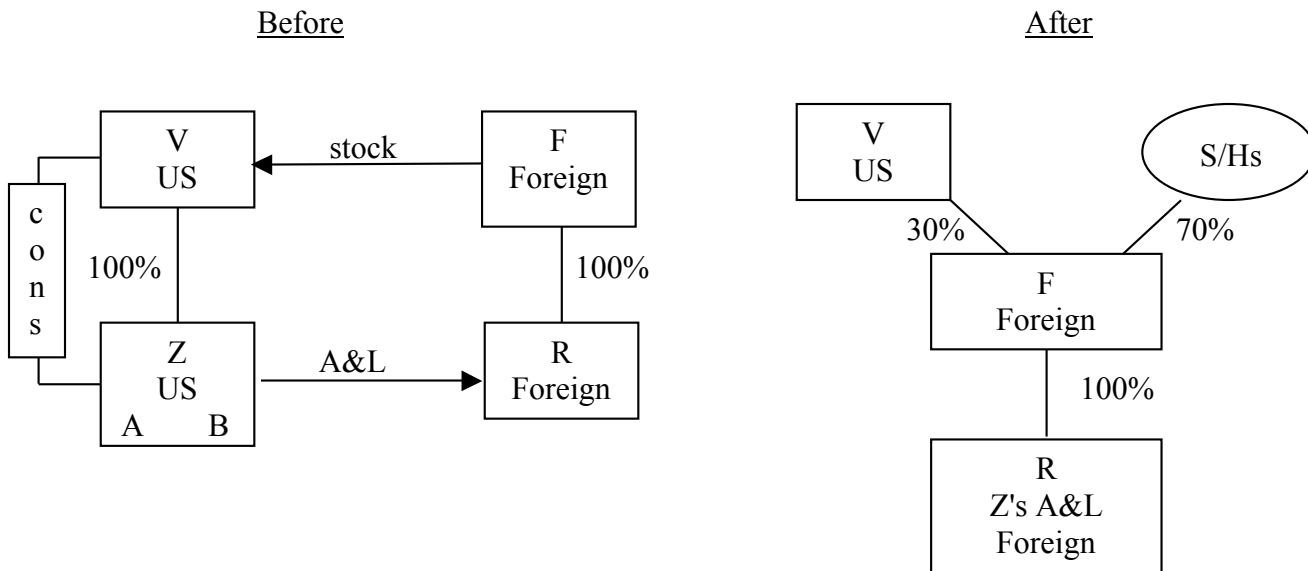 Before
V
US
stock
F
Foreign
c
o
n
s
100%
100%
Z
US
A B
A&L
R
Foreign
After
V
US
S/Hs
30%
70%
F
Foreign
100%
R
Z's A&L
Foreign